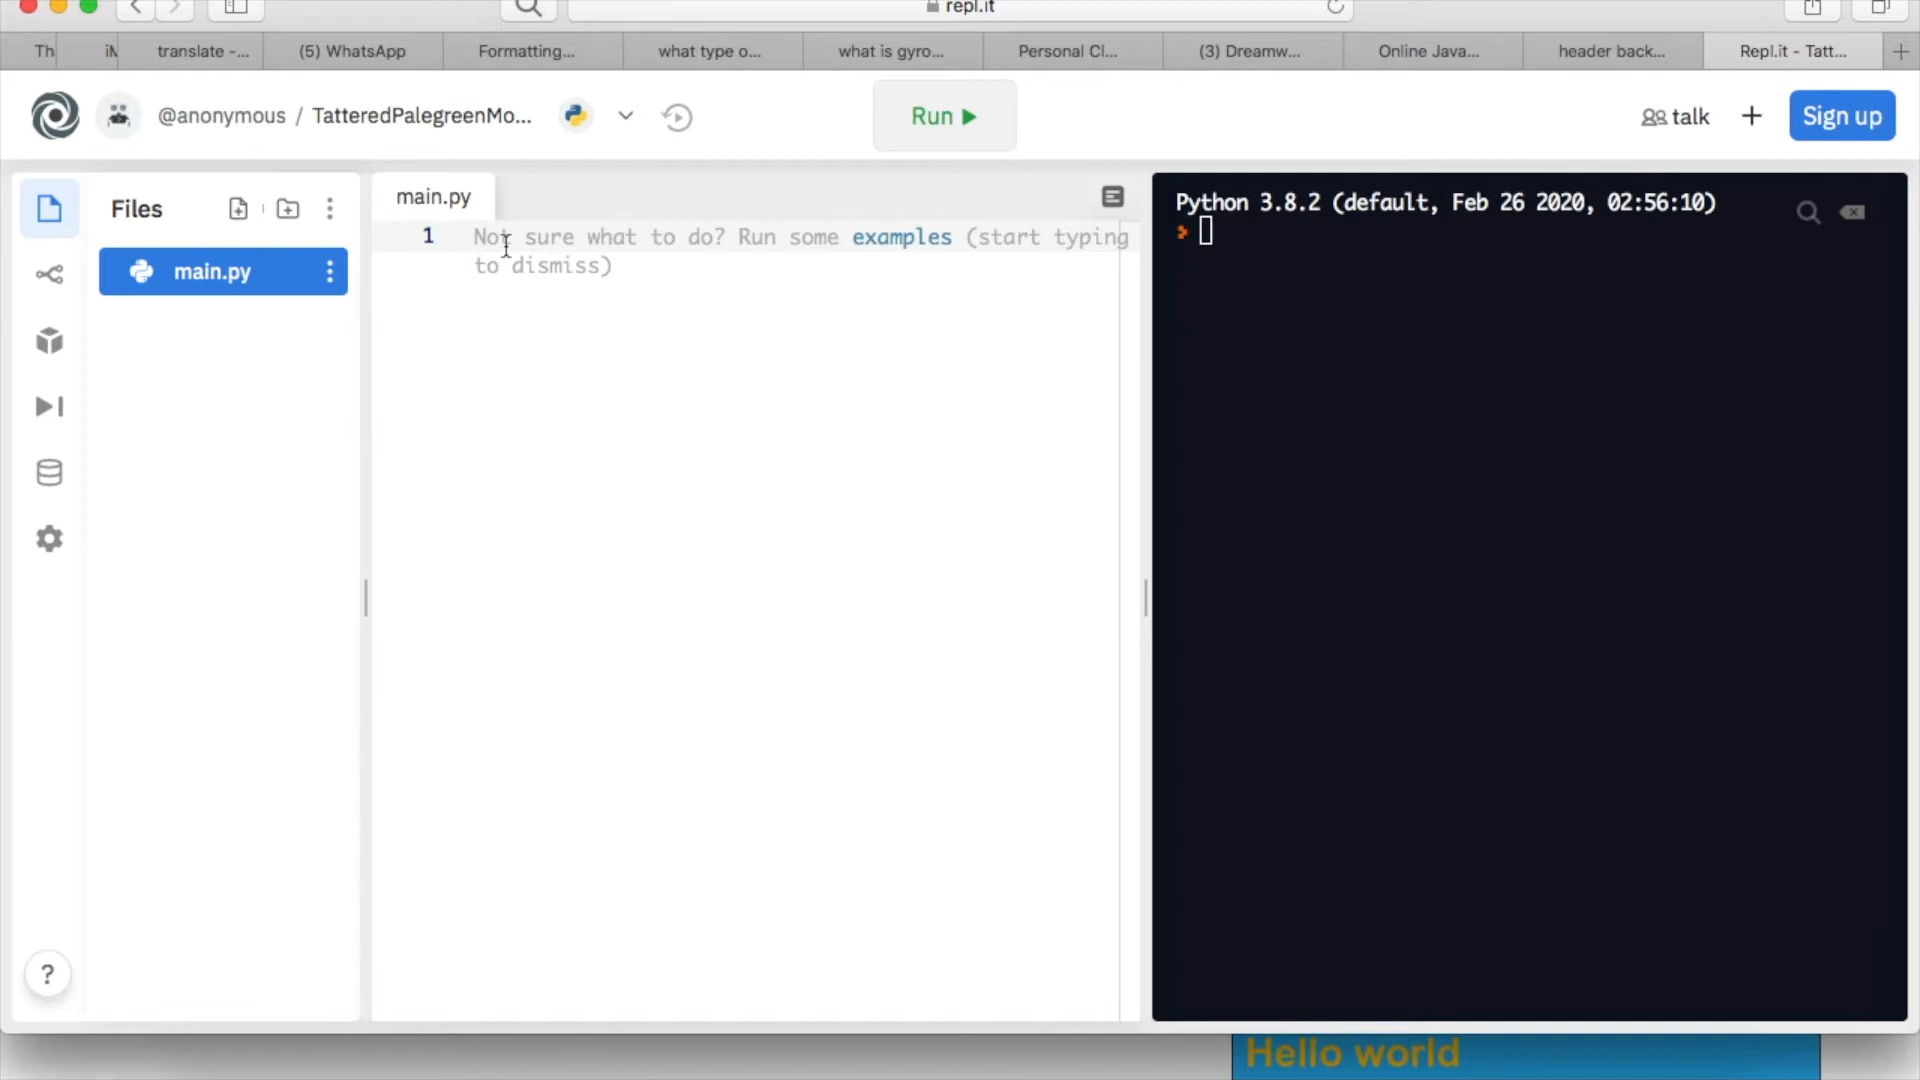 repl.it
Th
iM
translate -...
(5) WhatsApp
Formatting...
what type o...
what is gyro...
Personal Cl...
(3) Dreamw...
Online Java...
header back...
Repl.it - Tatt...
@anonymous / TatteredPalegreenMo...
Run
talk
Sign up
Files
main.py
main.py
1
Not sure what to do? Run some examples (start typing
to dismiss)
Python 3.8.2 (default, Feb 26 2020, 02:56:10)
?
Hello world